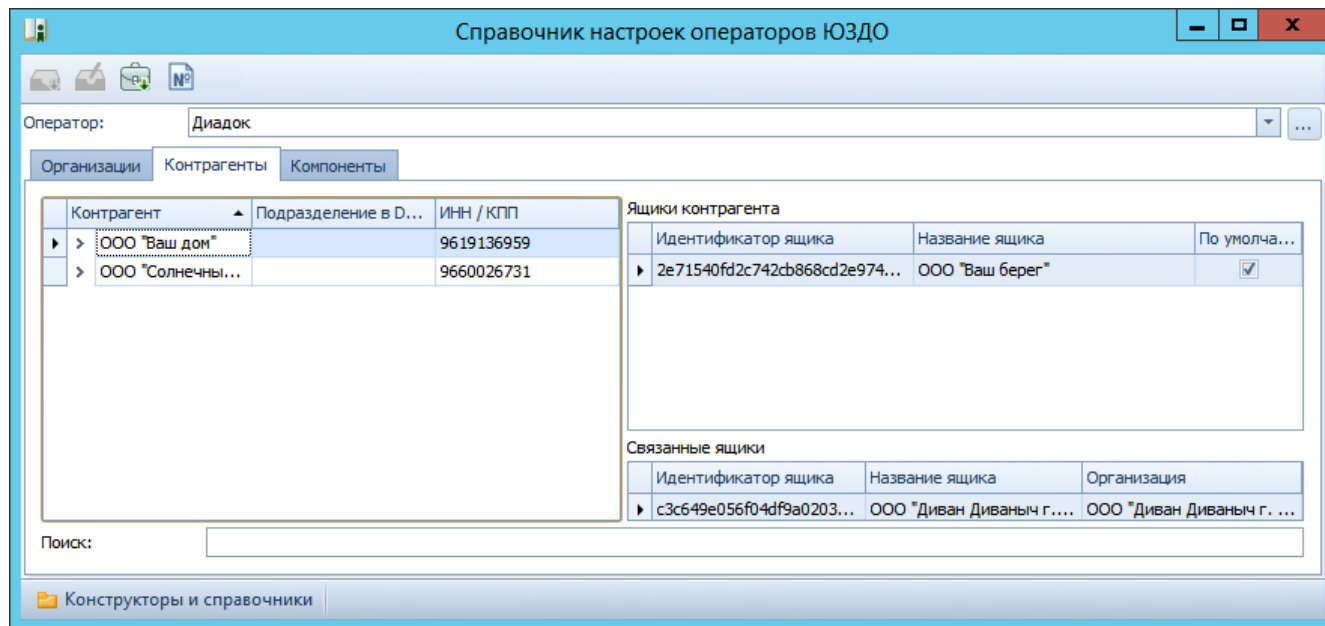 Справочник настроек операторов ЮЗДО
Оператор: Диадок
Организации Контрагенты Компоненты
Контрагент Подразделение в D... ИНН / КПП
ООО "Ваш дом" 9619136959
ООО "Солнечны... 9660026731
Ящики контрагента
Идентификатор ящика Название ящика По умолча...
2e71540fd2c742cb868cd2e974... ООО "Ваш берег"
Связанные ящики
Идентификатор ящика Название ящика Организация
c3c649e056f04df9a0203... ООО "Диван Диваныч г.... ООО "Диван Диваныч г. ...
Поиск:
Конструкторы и справочники